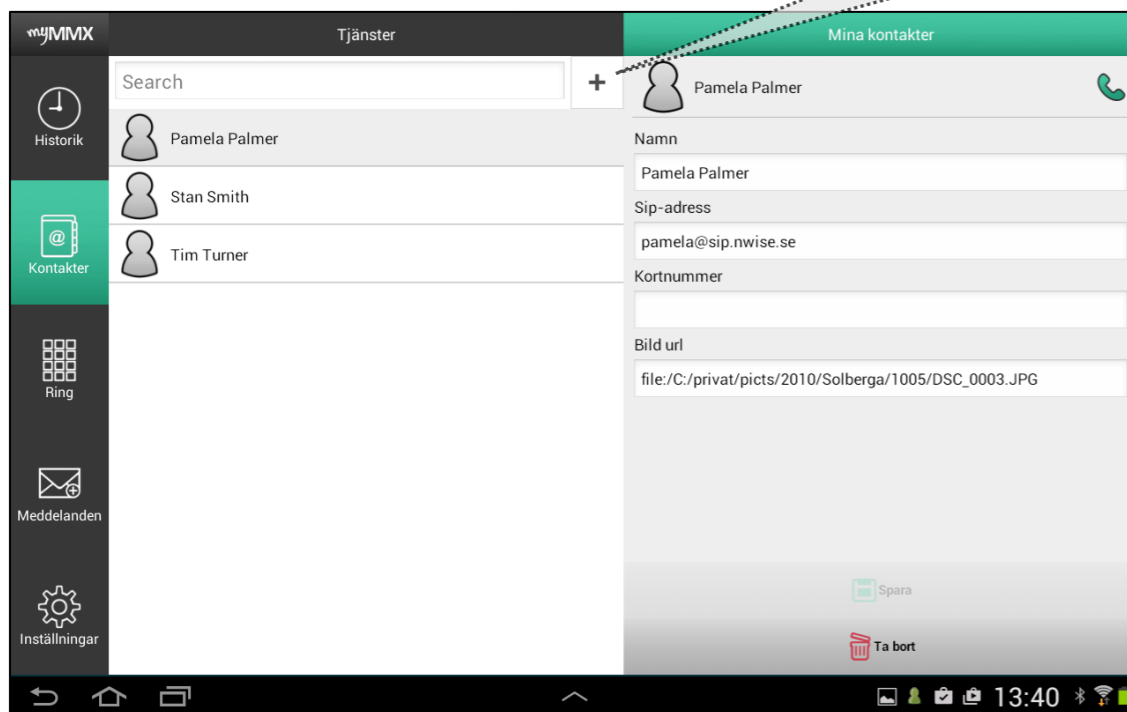 myMMX
Tjänster
Mina kontakter
Historik
Kontakter
Ring
Meddelanden
Inställningar
Search
+
Pamela Palmer
Stan Smith
Tim Turner
Pamela Palmer
Namn
Pamela Palmer
Sip-adress
pamela@sip.nwise.se
Kortnummer
Bild url
file:/C:/privat/picts/2010/Solberga/1005/DSC_0003.JPG
Spara
Ta bort
13:40